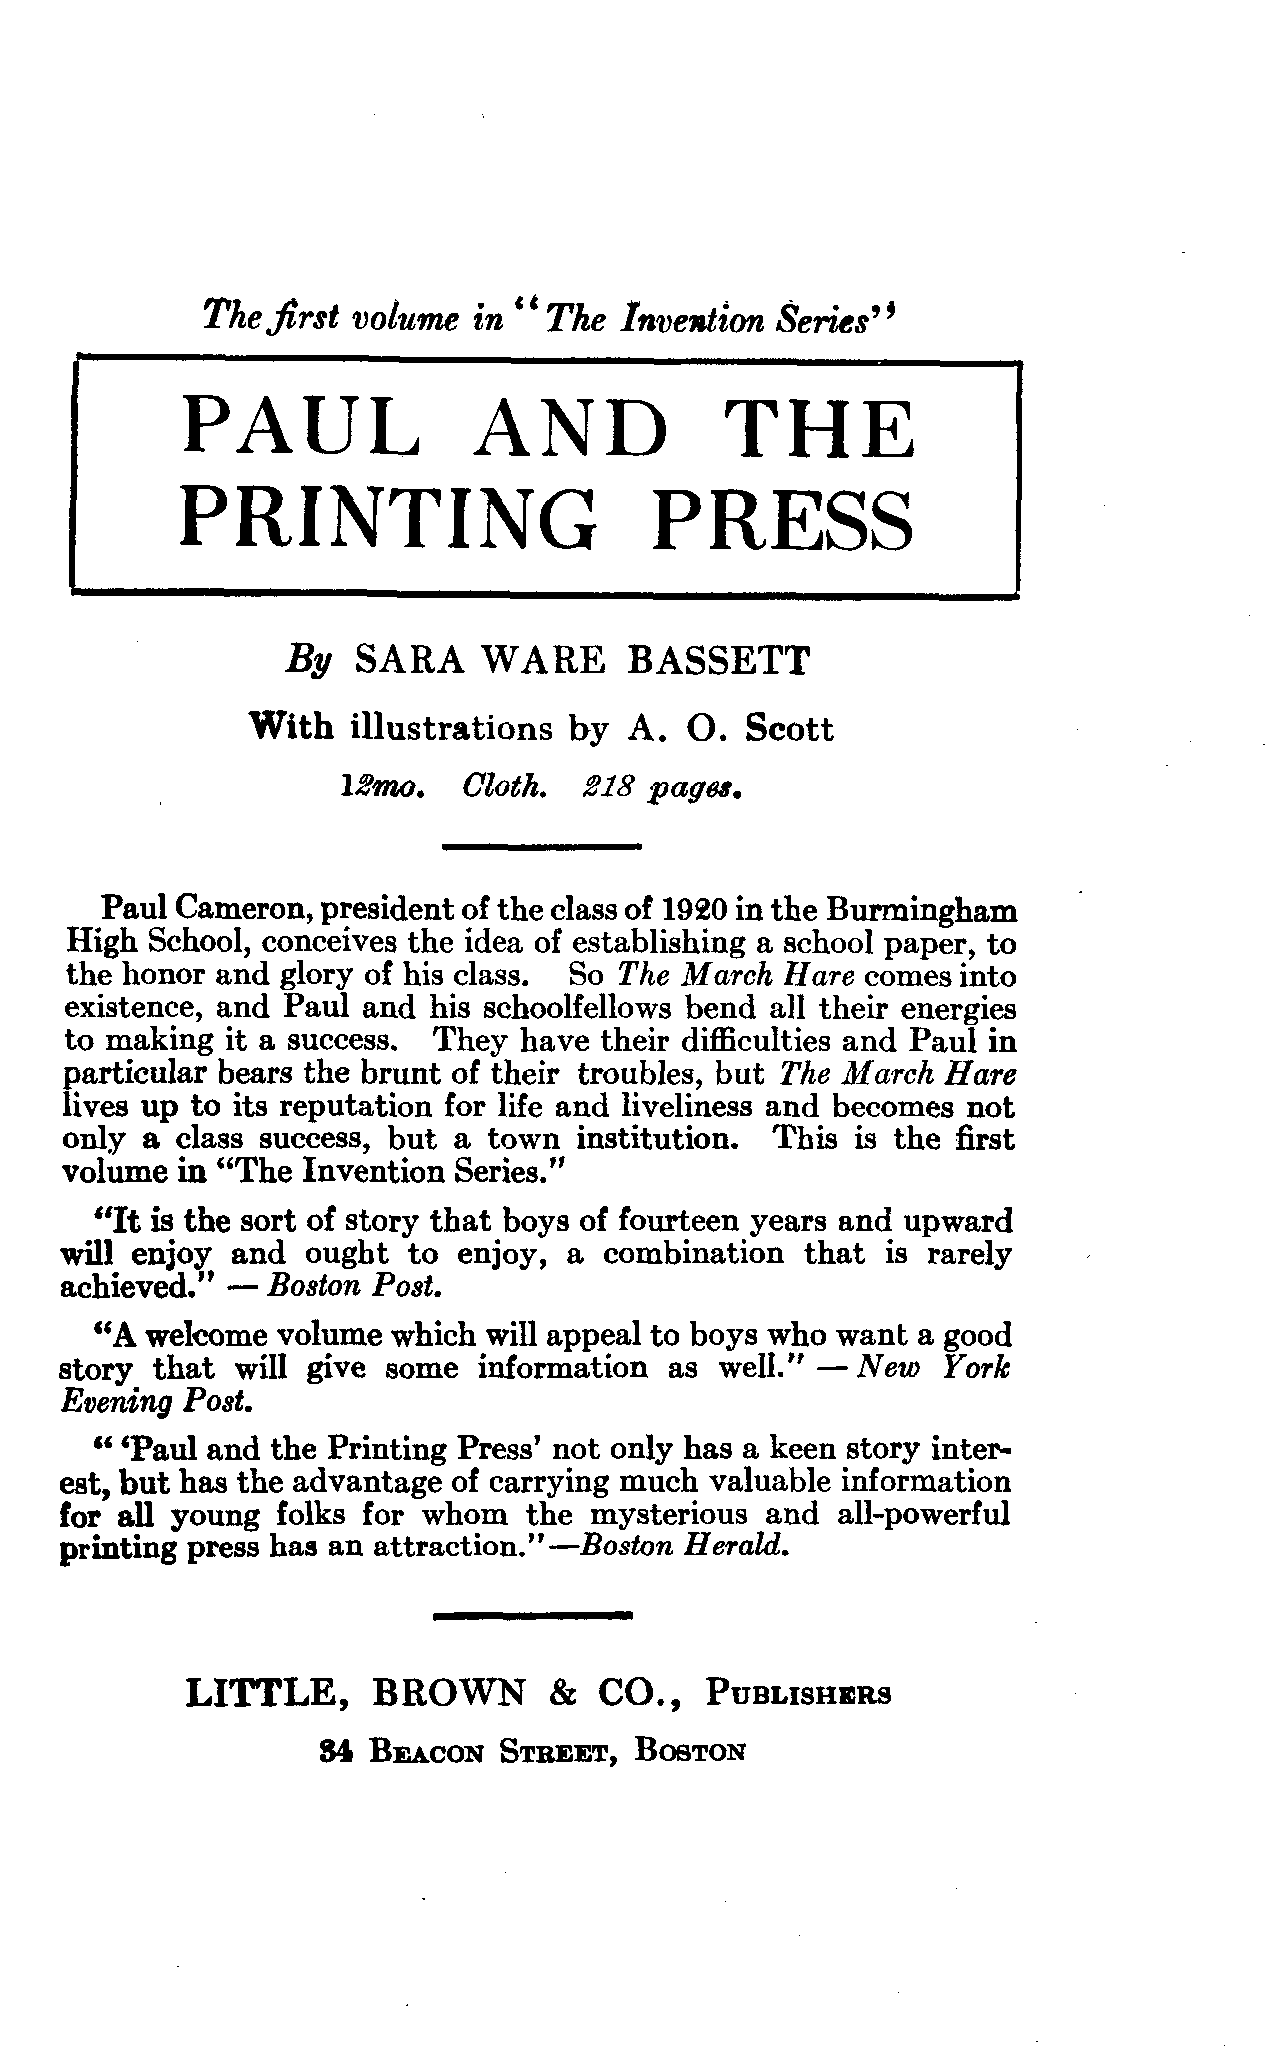 The first volume in "The Invention Series"
PAUL AND THE
PRINTING PRESS
By SARA WARE BASSETT
With illustrations by A. O. Scott
12mo. Cloth. 218 pages.
Paul Cameron, president of the class of 1920 in the Burmingham
High School, conceives the idea of establishing a school paper, to
the honor and glory of his class. So The March Hare comes into
existence, and Paul and his schoolfellows bend all their energies
to making it a success. They have their difficulties and Paul in
particular bears the brunt of their troubles, but The March Hare
lives up to its reputation for life and liveliness and becomes not
only a class success, but a town institution. This is the first
volume in "The Invention Series."
"It is the sort of story that boys of fourteen years and upward
will enjoy and ought to enjoy, a combination that is rarely
achieved." — Boston Post.
"A welcome volume which will appeal to boys who want a good
story that will give some information as well." — New York
Evening Post.
" 'Paul and the Printing Press' not only has a keen story inter-
est, but has the advantage of carrying much valuable information
for all young folks for whom the mysterious and all-powerful
printing press has an attraction."—Boston Herald.
LITTLE, BROWN & CO., PUBLISHERS
34 BEACON STREET, BOSTON